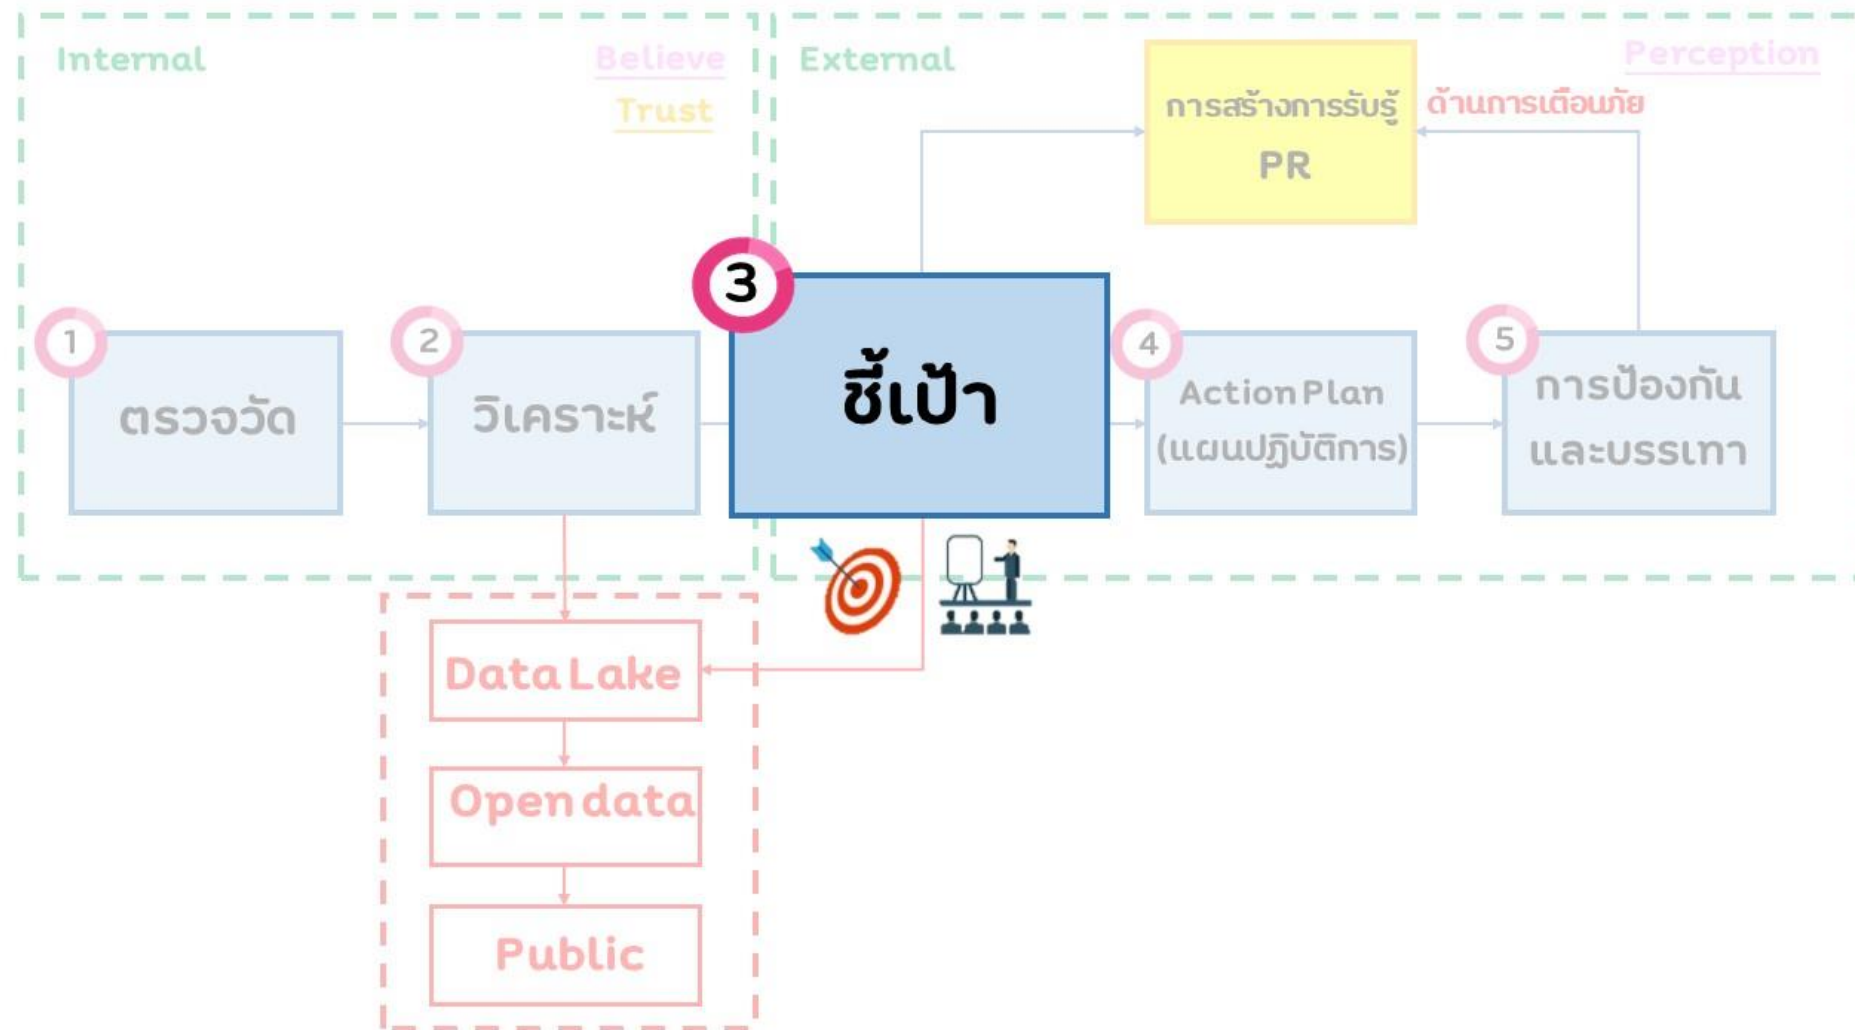 Internal
Believe
Trust
External
Perception
การสร้างการรับรู้
PR
ด้านการเตือนภัย
1
ตรวจวัด
2
วิเคราะห์
3
ชี้เป้า
4
Action Plan
(แผนปฏิบัติการ)
5
การป้องกัน
และบรรเทา
Data Lake
Open data
Public